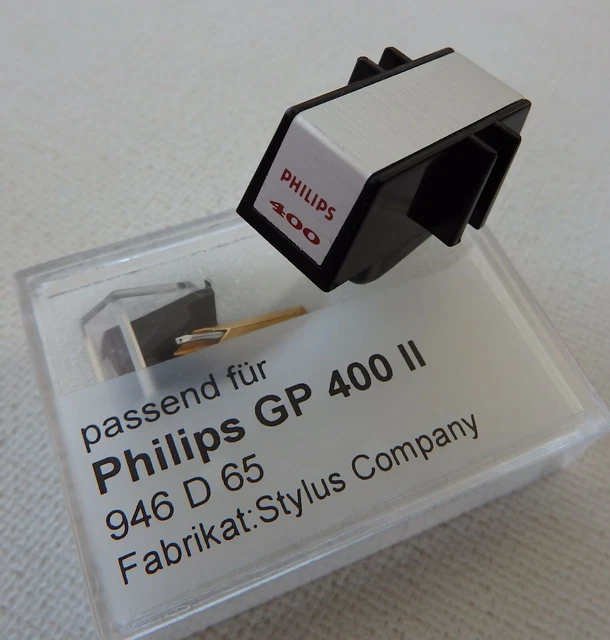 PHILIPS
400
passend für
Philips GP 400 II
946 D 65
Fabrikat:Stylus Company